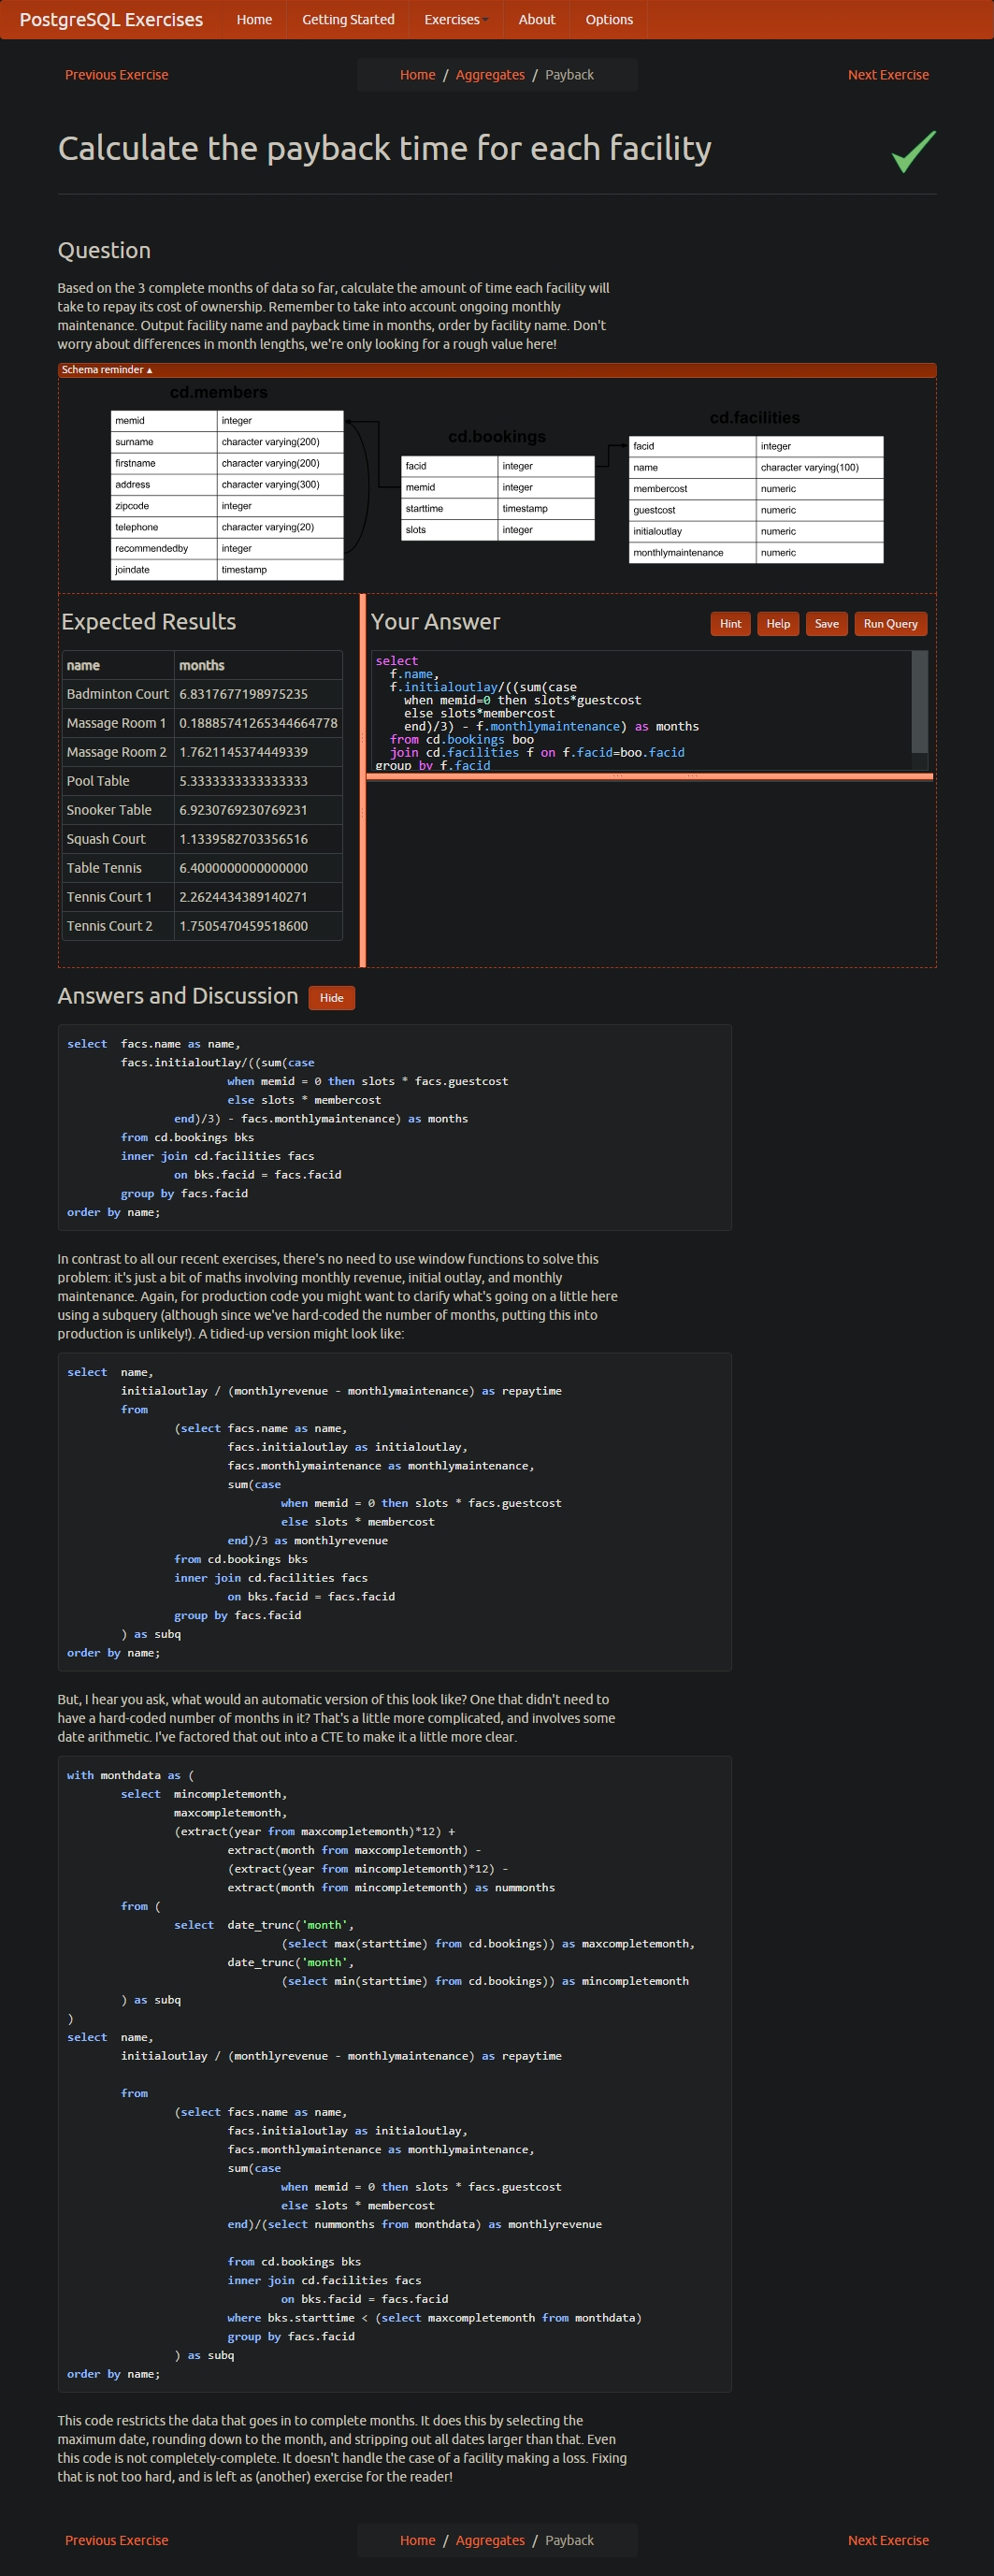 PostgreSQL Exercises Home Getting Started Exercises About Options
Previous Exercise Home / Aggregates / Payback Next Exercise
Calculate the payback time for each facility
Question
Based on the 3 complete months of data so far, calculate the amount of time each facility will
take to repay its cost of ownership. Remember to take into account ongoing monthly
maintenance. Output facility name and payback time in months, order by facility name. Don't
worry about differences in month lengths, we're only looking for a rough value here!
Schema reminder ▴
cd.members
memid integer
surname character varying(200)
firstname character varying(200)
address character varying(300)
zipcode integer
telephone character varying(20)
recommendedby integer
joindate timestamp
cd.bookings
facid integer
memid integer
starttime timestamp
slots integer
cd.facilities
facid integer
name character varying(100)
membercost numeric
guestcost numeric
initialoutlay numeric
monthlymaintenance numeric
Expected Results
name months
Badminton Court 6.8317677198975235
Massage Room 1 0.18885741265344664778
Massage Room 2 1.7621145374449339
Pool Table 5.3333333333333333
Snooker Table 6.9230769230769231
Squash Court 1.1339582703356516
Table Tennis 6.4000000000000000
Tennis Court 1 2.2624434389140271
Tennis Court 2 1.7505470459518600
Your Answer Hint Help Save Run Query
select
  f.name,
  f.initialoutlay/((sum(case
    when memid=0 then slots*guestcost
    else slots*membercost
    end)/3) - f.monthlymaintenance) as months
  from cd.bookings boo
  join cd.facilities f on f.facid=boo.facid
group by f.facid
Answers and Discussion Hide
select  facs.name as name,
        facs.initialoutlay/((sum(case
                        when memid = 0 then slots * facs.guestcost
                        else slots * membercost
                end)/3) - facs.monthlymaintenance) as months
        from cd.bookings bks
        inner join cd.facilities facs
                on bks.facid = facs.facid
        group by facs.facid
order by name;
In contrast to all our recent exercises, there's no need to use window functions to solve this
problem: it's just a bit of maths involving monthly revenue, initial outlay, and monthly
maintenance. Again, for production code you might want to clarify what's going on a little here
using a subquery (although since we've hard-coded the number of months, putting this into
production is unlikely!). A tidied-up version might look like:
select  name,
        initialoutlay / (monthlyrevenue - monthlymaintenance) as repaytime
        from
                (select facs.name as name,
                        facs.initialoutlay as initialoutlay,
                        facs.monthlymaintenance as monthlymaintenance,
                        sum(case
                                when memid = 0 then slots * facs.guestcost
                                else slots * membercost
                        end)/3 as monthlyrevenue
                from cd.bookings bks
                inner join cd.facilities facs
                        on bks.facid = facs.facid
                group by facs.facid
        ) as subq
order by name;
But, I hear you ask, what would an automatic version of this look like? One that didn't need to
have a hard-coded number of months in it? That's a little more complicated, and involves some
date arithmetic. I've factored that out into a CTE to make it a little more clear.
with monthdata as (
        select  mincompletemonth,
                maxcompletemonth,
                (extract(year from maxcompletemonth)*12) +
                        extract(month from maxcompletemonth) -
                        (extract(year from mincompletemonth)*12) -
                        extract(month from mincompletemonth) as nummonths
        from (
                select  date_trunc('month',
                                (select max(starttime) from cd.bookings)) as maxcompletemonth,
                        date_trunc('month',
                                (select min(starttime) from cd.bookings)) as mincompletemonth
        ) as subq
)
select  name,
        initialoutlay / (monthlyrevenue - monthlymaintenance) as repaytime
        from
                (select facs.name as name,
                        facs.initialoutlay as initialoutlay,
                        facs.monthlymaintenance as monthlymaintenance,
                        sum(case
                                when memid = 0 then slots * facs.guestcost
                                else slots * membercost
                        end)/(select nummonths from monthdata) as monthlyrevenue
                        from cd.bookings bks
                        inner join cd.facilities facs
                                on bks.facid = facs.facid
                        where bks.starttime < (select maxcompletemonth from monthdata)
                        group by facs.facid
                ) as subq
order by name;
This code restricts the data that goes in to complete months. It does this by selecting the
maximum date, rounding down to the month, and stripping out all dates larger than that. Even
this code is not completely-complete. It doesn't handle the case of a facility making a loss. Fixing
that is not too hard, and is left as (another) exercise for the reader!
Previous Exercise Home / Aggregates / Payback Next Exercise